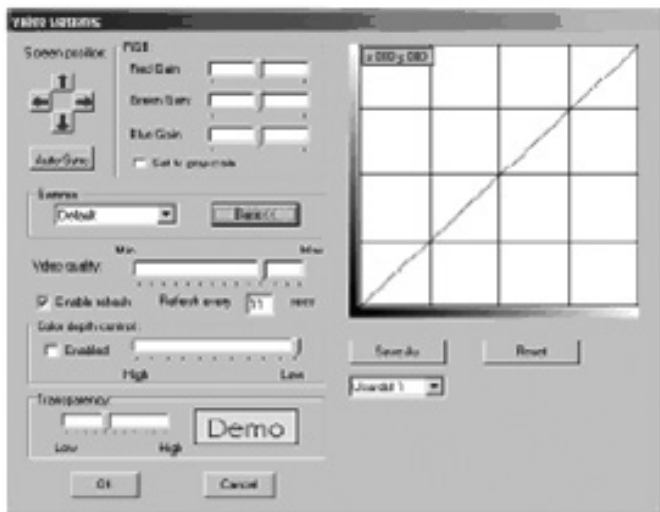 Video Options
Screen position
RGB
Red Gain
Green Gain
Blue Gain
Auto Sync
Set to grayscale
Gamma
Default
Basic<<
Min
Max
Video quality:
Enable refresh
Refresh every
secs
Color depth control:
Enabled
High
Low
Transparency
Low
High
Demo
OK
Cancel
Save As
Reset